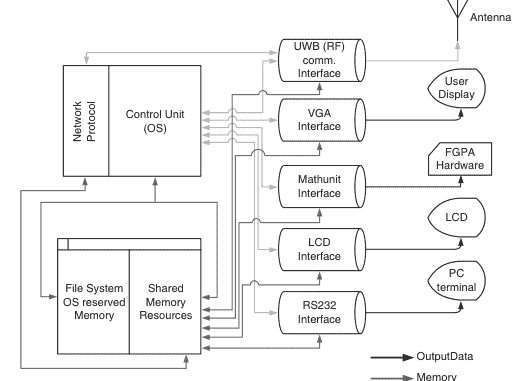 Antenna
UWB (RF)
comm.
Interface
User
Display
Network
Protocol
Control Unit
(OS)
VGA
Interface
FGPA
Hardware
Mathunit
Interface
LCD
LCD
Interface
File System
OS reserved
Memory
Shared
Memory
Resources
PC
terminal
RS232
Interface
OutputData
Memory